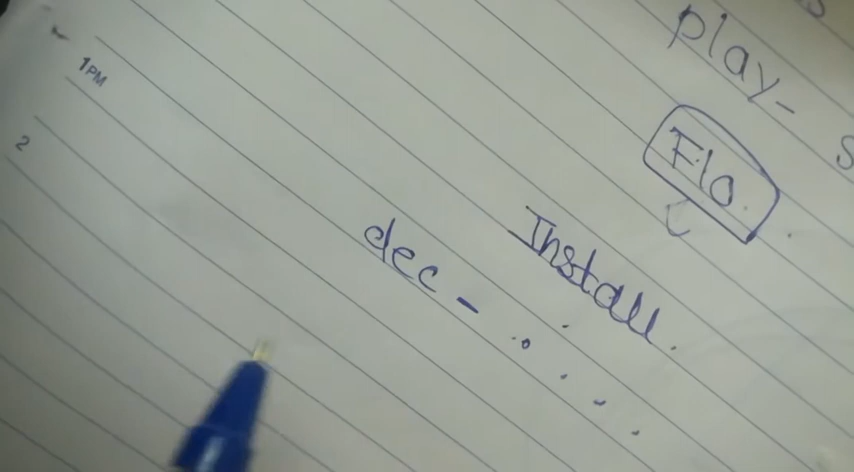 play-
Flo.
Install.
dec - . . . . .
1PM
2